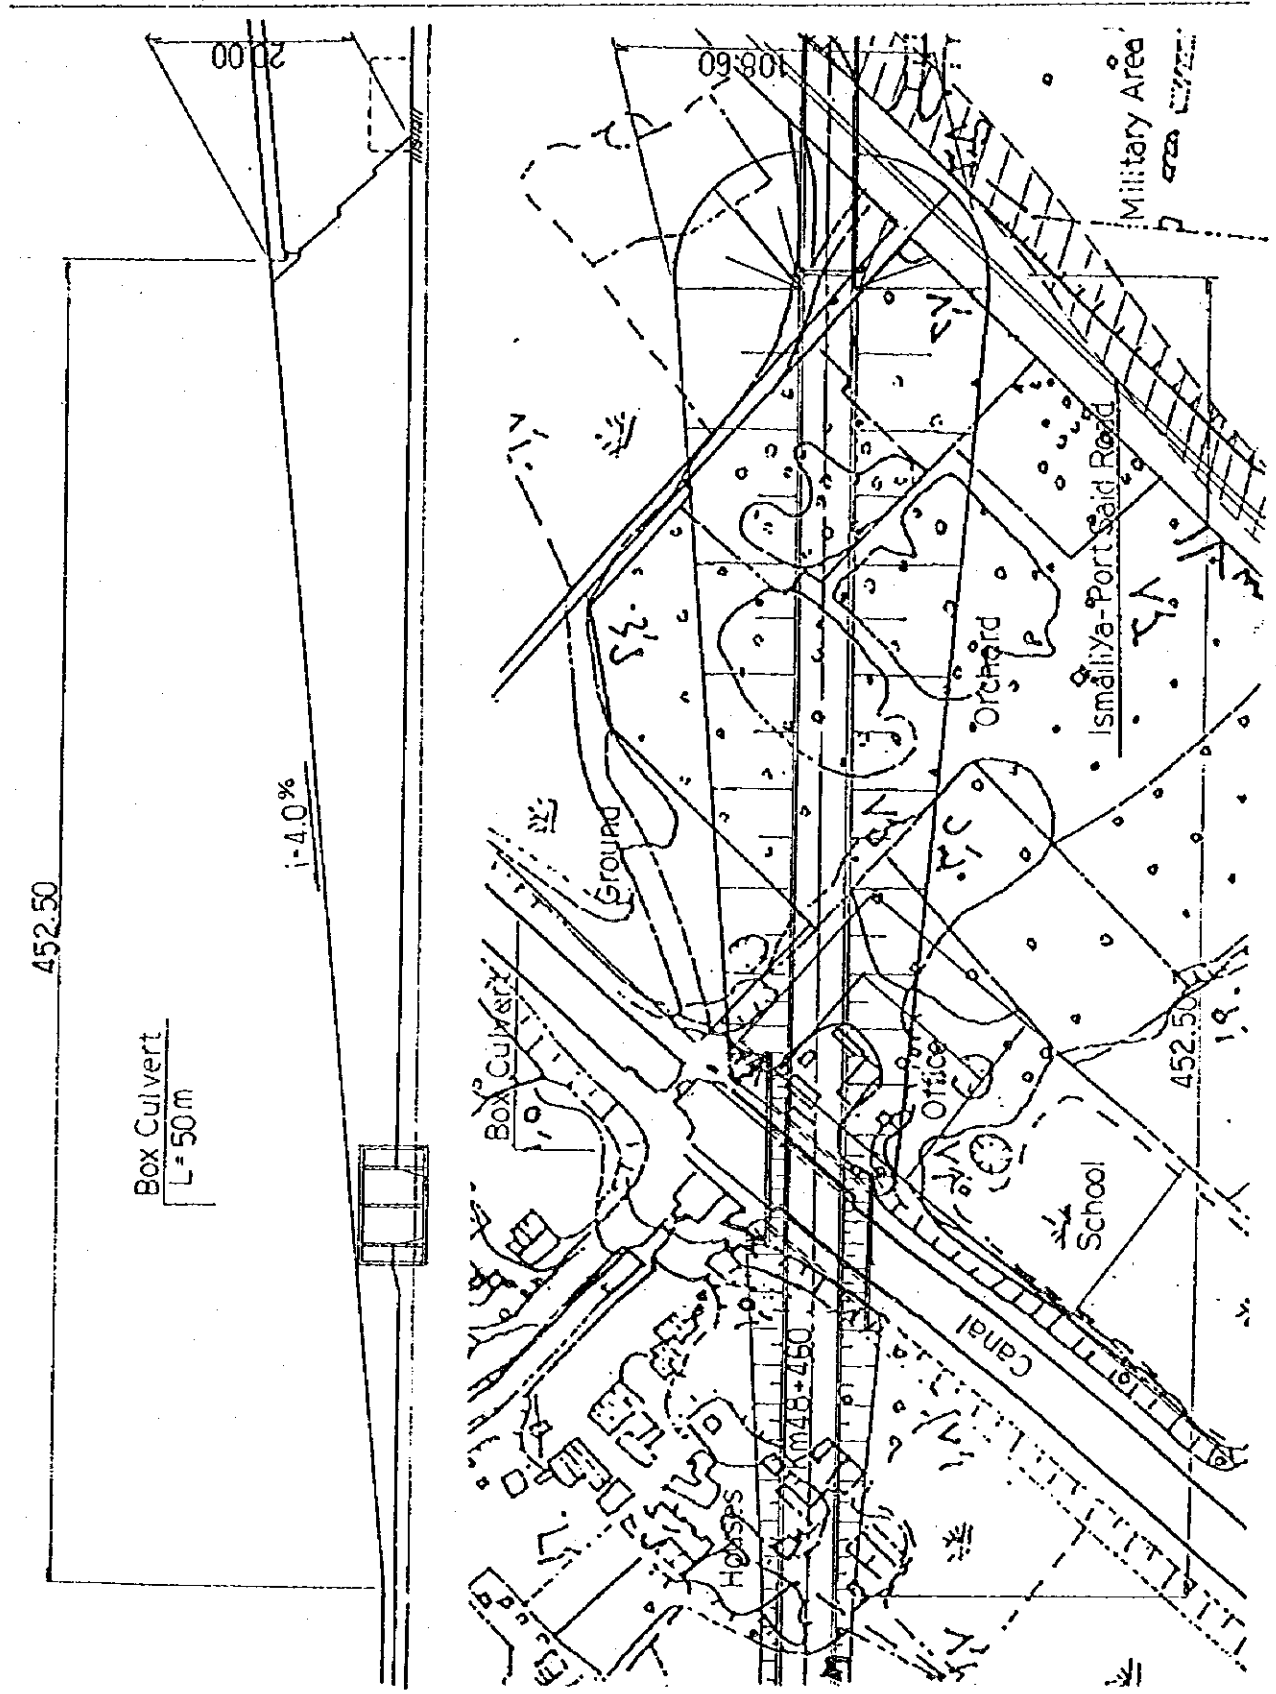 20.00
452.50
i=4.0%
Box Culvert
L=50m
108.60
Military Area
Ismailiya-Port Said Road
Orchard
Ground
Box Culvert
Office
School
452.50
Canal
Km48+460
Houses